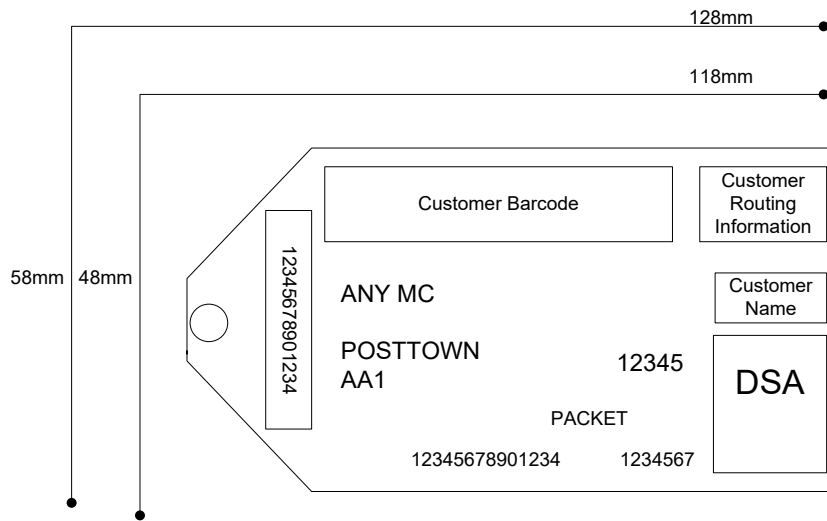 128mm
118mm
Customer Barcode
Customer
Routing
Information
58mm
48mm
12345678901234
ANY MC
Customer
Name
POSTTOWN
AA1
12345
DSA
PACKET
12345678901234
1234567